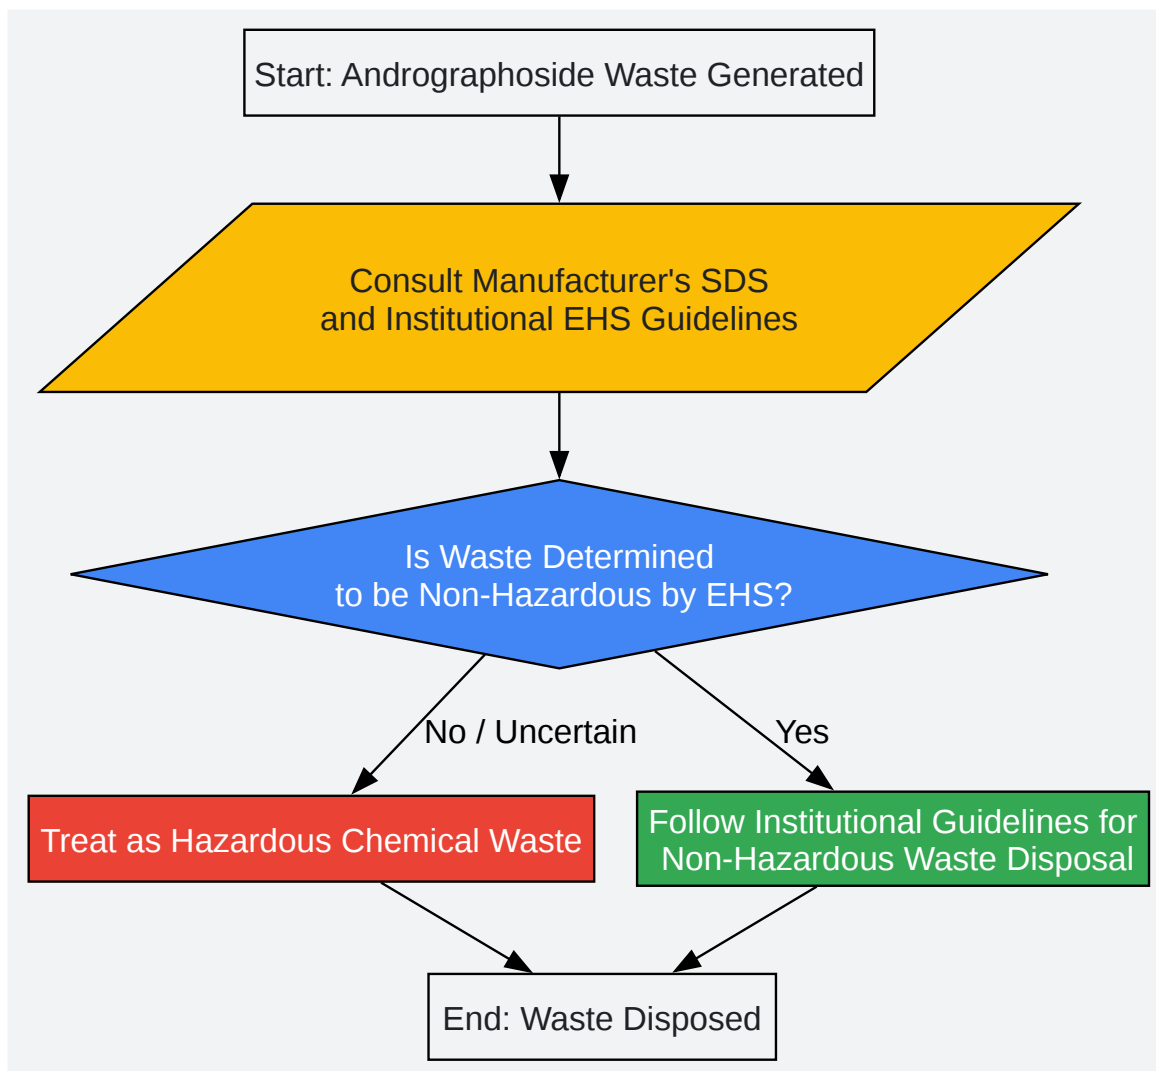 Start: Andrographoside Waste Generated
Consult Manufacturer's SDS
and Institutional EHS Guidelines
Is Waste Determined
to be Non-Hazardous by EHS?
No / Uncertain
Yes
Treat as Hazardous Chemical Waste
Follow Institutional Guidelines for
Non-Hazardous Waste Disposal
End: Waste Disposed